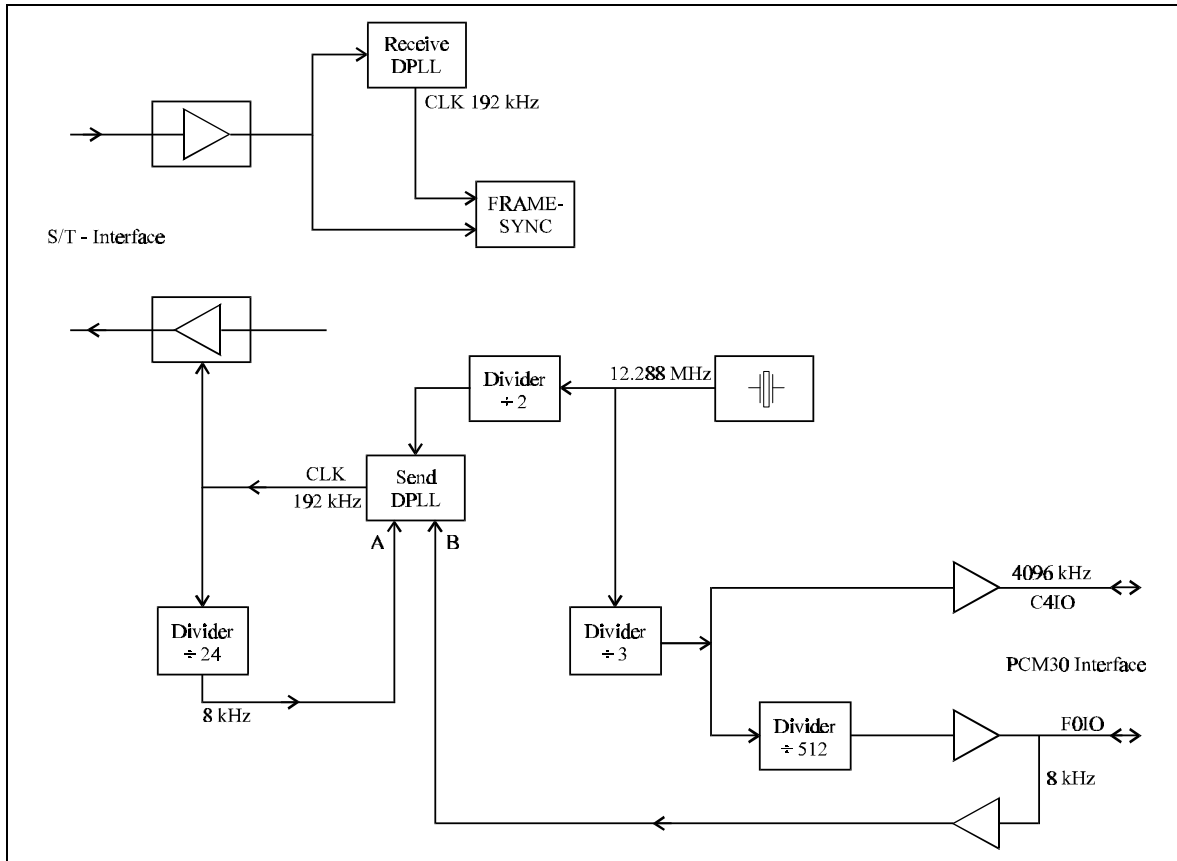 Receive
DPLL
CLK 192 kHz
FRAME-
SYNC
S/T - Interface
Divider
÷ 2
12.288 MHz
CLK
192 kHz
Send
DPLL
A
B
4096 kHz
C4IO
Divider
÷ 24
Divider
÷ 3
PCM30 Interface
8 kHz
Divider
÷ 512
F0IO
8 kHz